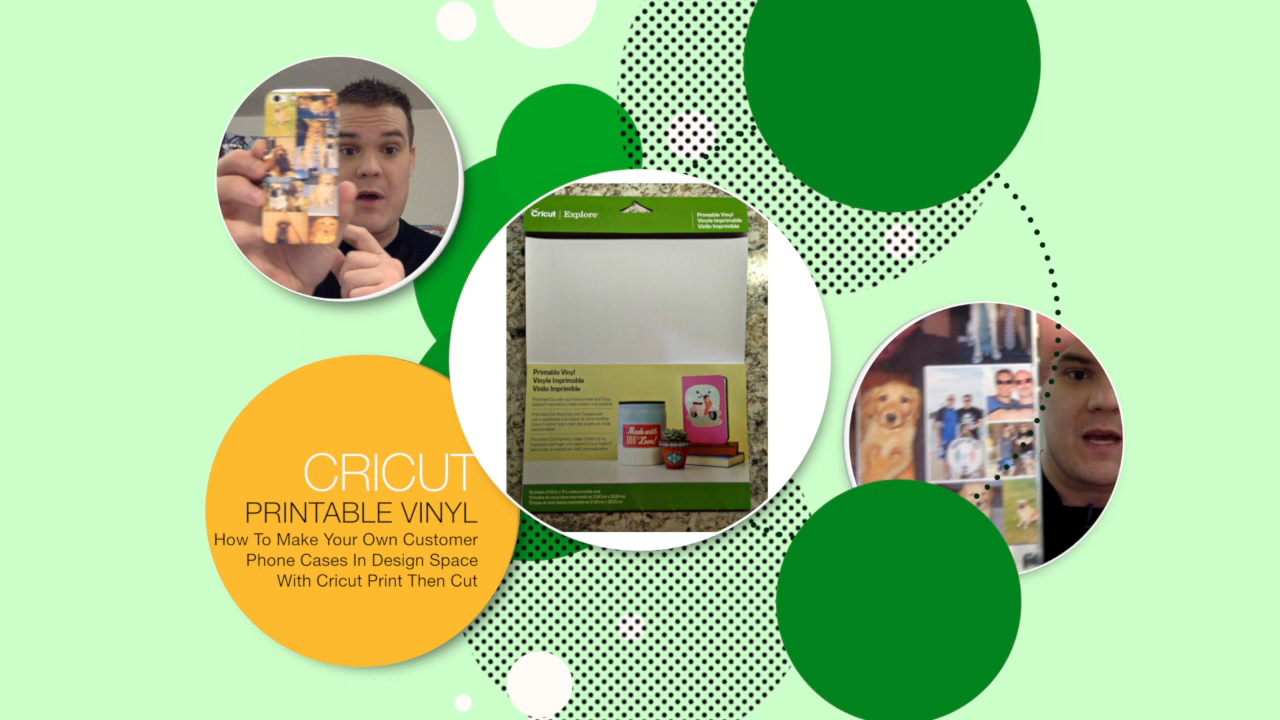 Cricut | Explore
Printable Vinyl
Vinyle Imprimable
Vinilo Imprimible
Printable Vinyl
Vinyle Imprimable
Vinilo Imprimible
Made with
100% Love!
CRICUT
PRINTABLE VINYL
How To Make Your Own Customer
Phone Cases In Design Space
With Cricut Print Then Cut